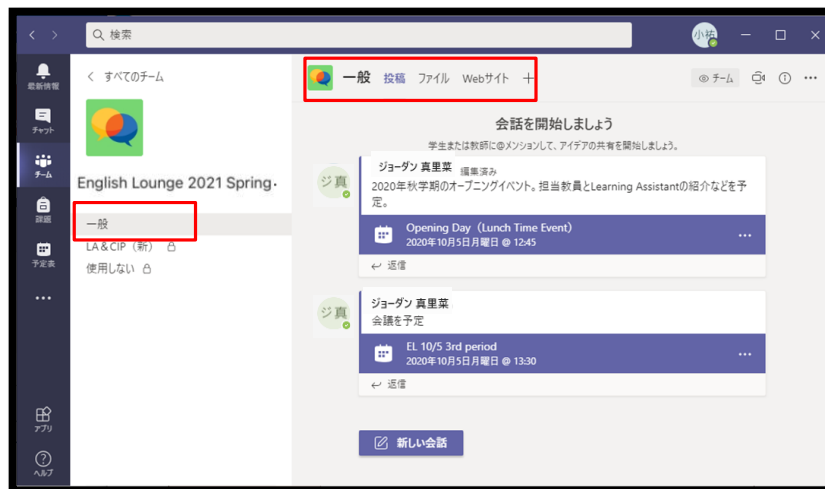 検索
小祐
最新情報
チャット
チーム
課題
予定表
アプリ
ヘルプ
すべてのチーム
English Lounge 2021 Spring·
一般
LA＆CIP（新）
使用しない
一般 投稿 ファイル Webサイト +
チーム
会話を開始しましょう
学生または教師に@メンションして、アイデアの共有を開始しましょう。
ジ真
ジョーダン 真里菜 編集済み
2020年秋学期のオープニングイベント。担当教員とLearning Assistantの紹介などを予
定。
Opening Day（Lunch Time Event）
2020年10月5日月曜日 @ 12:45
返信
ジ真
ジョーダン 真里菜
会議を予定
EL 10/5 3rd period
2020年10月5日月曜日 @ 13:30
返信
新しい会話